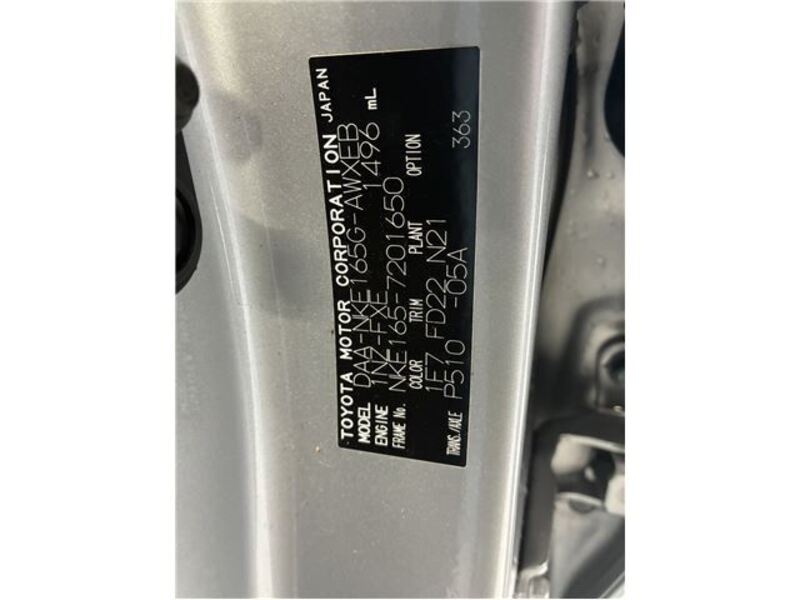 TOYOTA MOTOR CORPORATION JAPAN
MODEL DAA-NKE165G-AWXEB
ENGINE 1NZ-FXE 1496 mL
FRAME No. NKE165-7201650
COLOR TRIM PLANT OPTION
1F7 FD22 N21
TRANS./AXLE P510 -05A 363